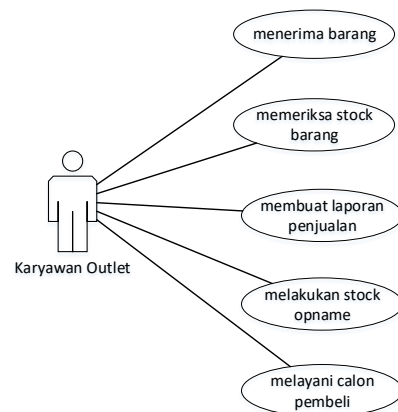 menerima barang
memeriksa stock
barang
membuat laporan
penjualan
Karyawan Outlet
melakukan stock
opname
melayani calon
pembeli